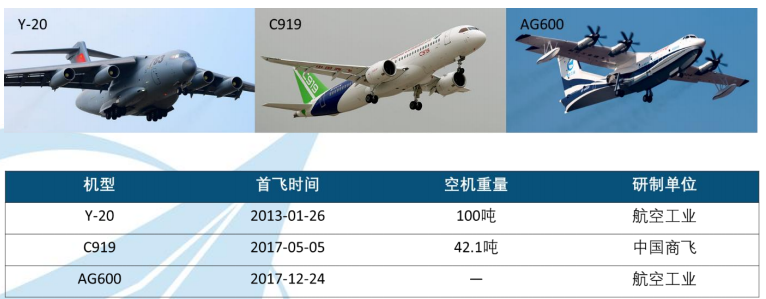 Y-20
C919
AG600
C919
C919
机型 首飞时间 空机重量 研制单位
Y-20 2013-01-26 100吨 航空工业
C919 2017-05-05 42.1吨 中国商飞
AG600 2017-12-24 — 航空工业